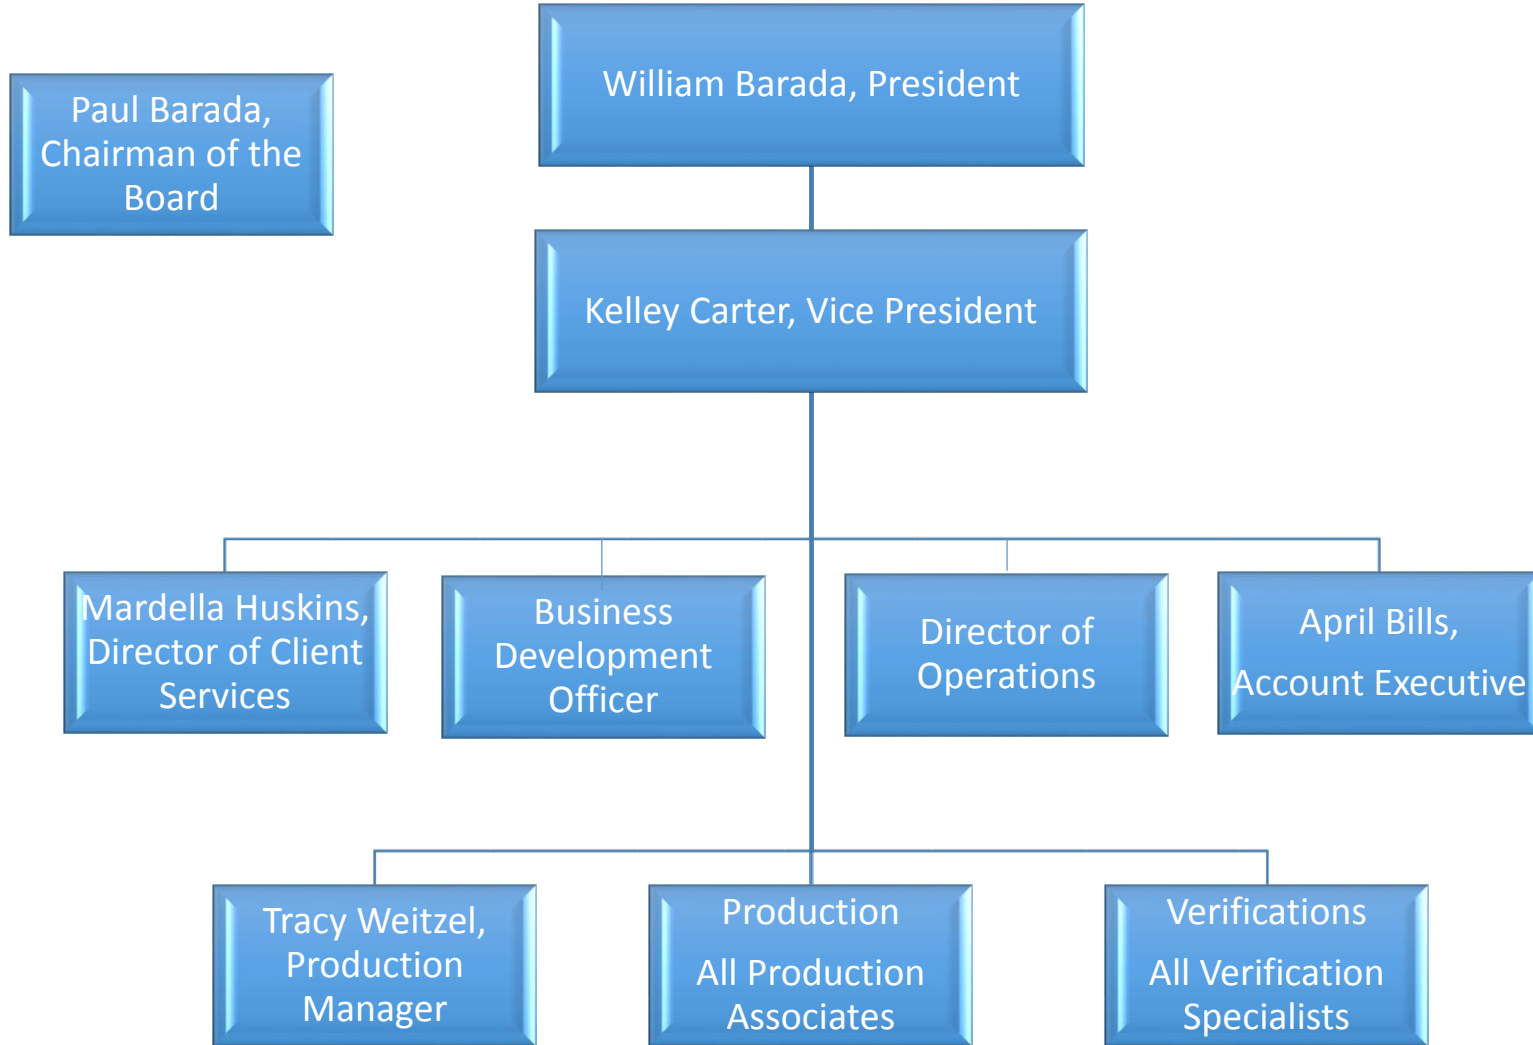 William Barada, President
Paul Barada,
Chairman of the
Board
Kelley Carter, Vice President
Mardella Huskins,
Director of Client
Services
Business
Development
Officer
Director of
Operations
April Bills,
Account Executive
Tracy Weitzel,
Production
Manager
Production
All Production
Associates
Verifications
All Verification
Specialists